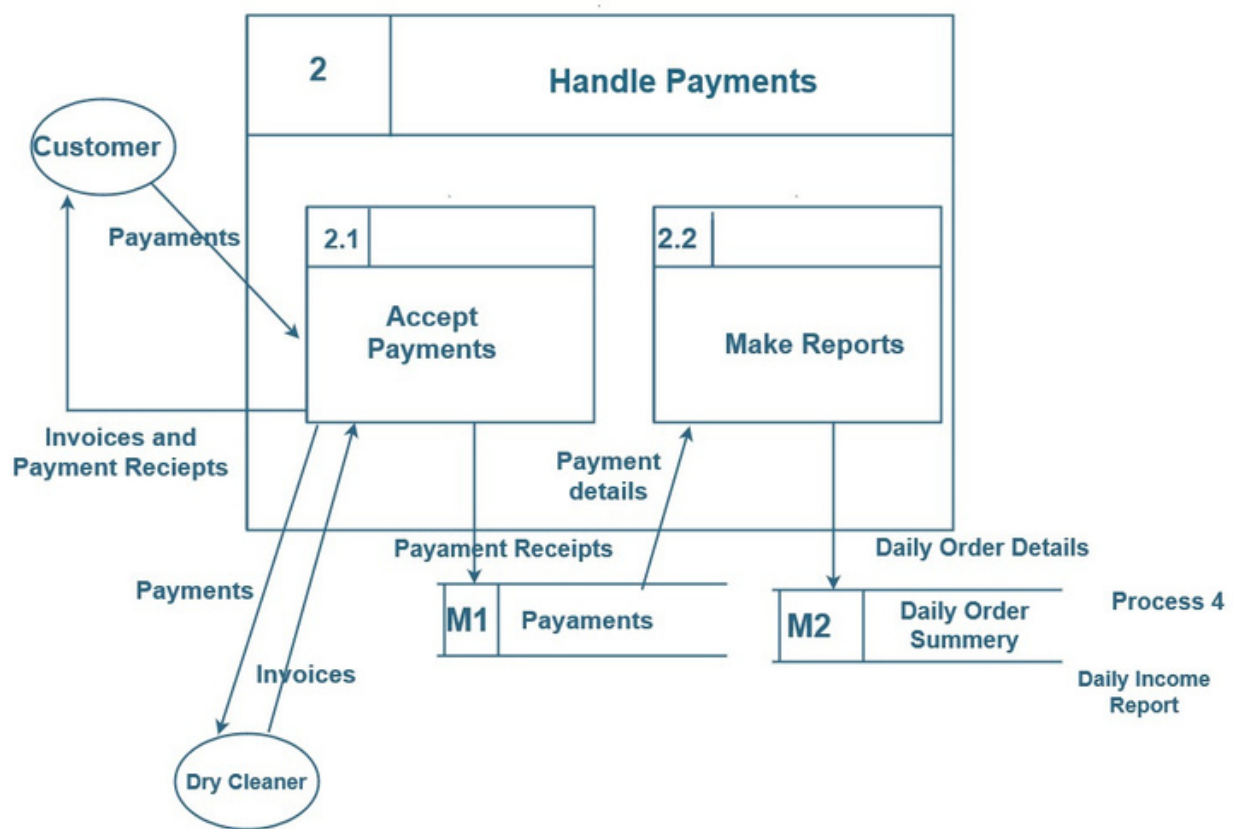 2
Handle Payments
Customer
Payaments
2.1
2.2
Accept
Payments
Make Reports
Invoices and
Payment Reciepts
Payment
details
Payament Receipts
Daily Order Details
Payments
M1
Payaments
M2
Daily Order
Summery
Process 4
Invoices
Daily Income
Report
Dry Cleaner